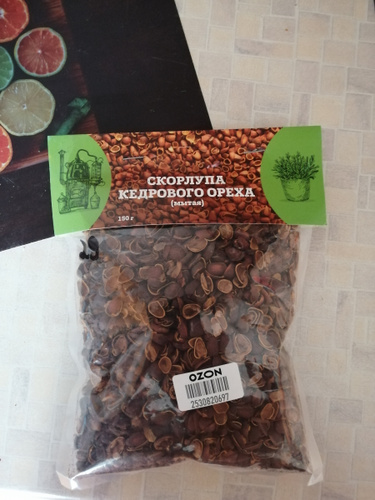 СКОРЛУПА
КЕДРОВОГО ОРЕХА
(мытая)
150 г
OZON
2530820697